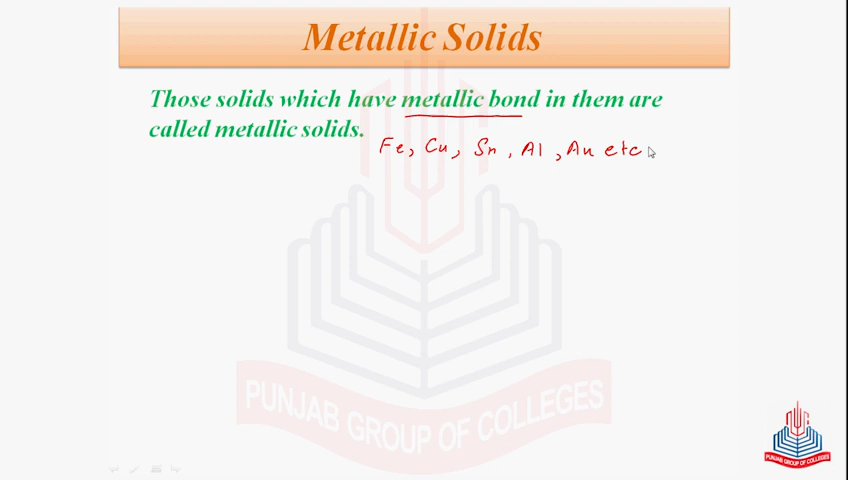 Metallic Solids
Those solids which have metallic bond in them are
called metallic solids.
Fe, Cu, Sn, Al, Au etc
PUNJAB GROUP OF COLLEGES
PUNJAB GROUP OF COLLEGES